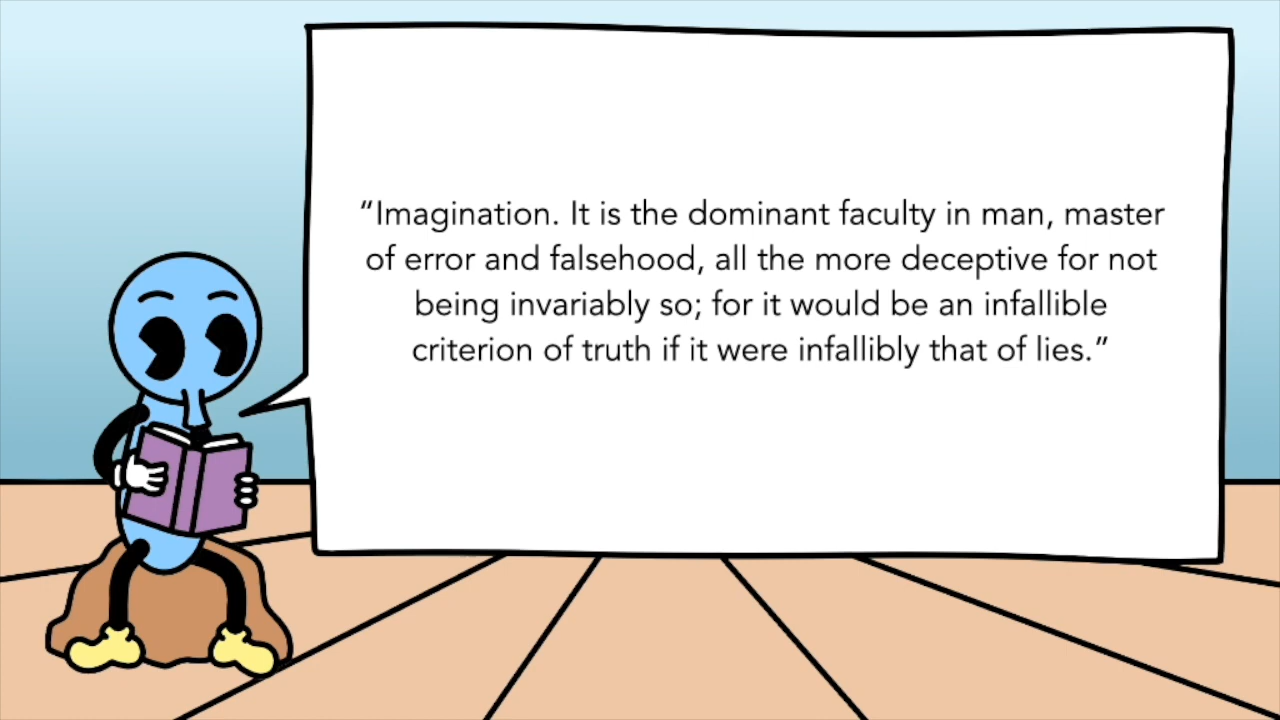 “Imagination. It is the dominant faculty in man, master
of error and falsehood, all the more deceptive for not
being invariably so; for it would be an infallible
criterion of truth if it were infallibly that of lies.”